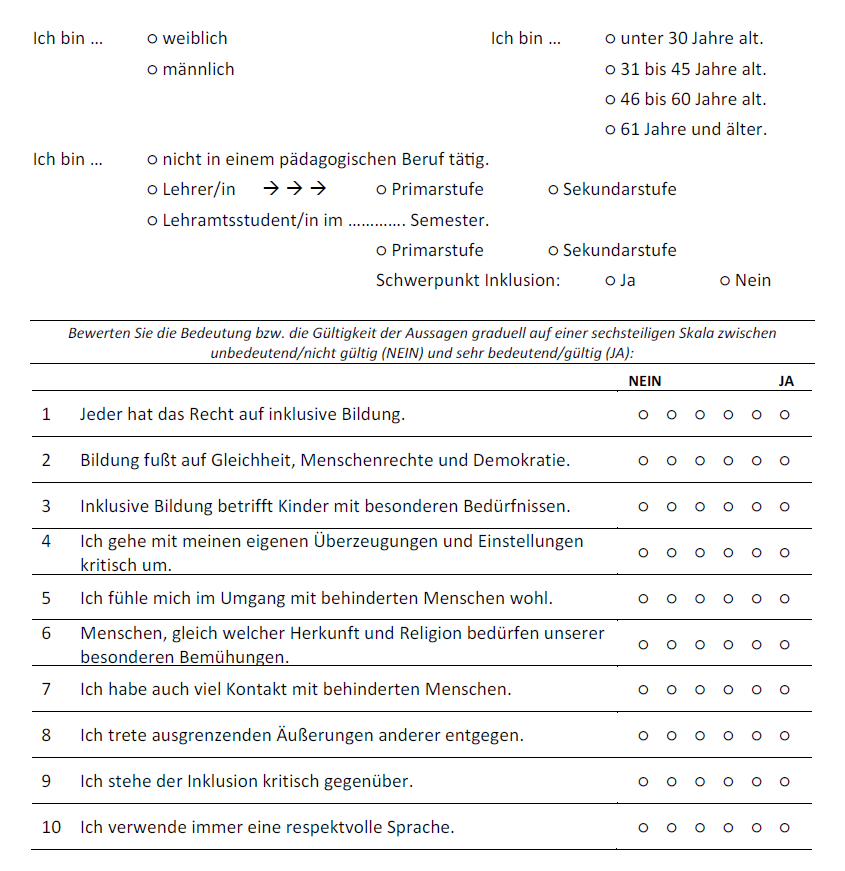 Ich bin ... ○ weiblich Ich bin ... ○ unter 30 Jahre alt.
○ männlich ○ 31 bis 45 Jahre alt.
○ 46 bis 60 Jahre alt.
○ 61 Jahre und älter.
Ich bin ... ○ nicht in einem pädagogischen Beruf tätig.
○ Lehrer/in → → → ○ Primarstufe ○ Sekundarstufe
○ Lehramtsstudent/in im …………. Semester.
○ Primarstufe ○ Sekundarstufe
Schwerpunkt Inklusion: ○ Ja ○ Nein
Bewerten Sie die Bedeutung bzw. die Gültigkeit der Aussagen graduell auf einer sechsteiligen Skala zwischen
unbedeutend/nicht gültig (NEIN) und sehr bedeutend/gültig (JA):
NEIN JA
1 Jeder hat das Recht auf inklusive Bildung. ○ ○ ○ ○ ○ ○
2 Bildung fußt auf Gleichheit, Menschenrechte und Demokratie. ○ ○ ○ ○ ○ ○
3 Inklusive Bildung betrifft Kinder mit besonderen Bedürfnissen. ○ ○ ○ ○ ○ ○
4 Ich gehe mit meinen eigenen Überzeugungen und Einstellungen
kritisch um. ○ ○ ○ ○ ○ ○
5 Ich fühle mich im Umgang mit behinderten Menschen wohl. ○ ○ ○ ○ ○ ○
6 Menschen, gleich welcher Herkunft und Religion bedürfen unserer
besonderen Bemühungen. ○ ○ ○ ○ ○ ○
7 Ich habe auch viel Kontakt mit behinderten Menschen. ○ ○ ○ ○ ○ ○
8 Ich trete ausgrenzenden Äußerungen anderer entgegen. ○ ○ ○ ○ ○ ○
9 Ich stehe der Inklusion kritisch gegenüber. ○ ○ ○ ○ ○ ○
10 Ich verwende immer eine respektvolle Sprache. ○ ○ ○ ○ ○ ○